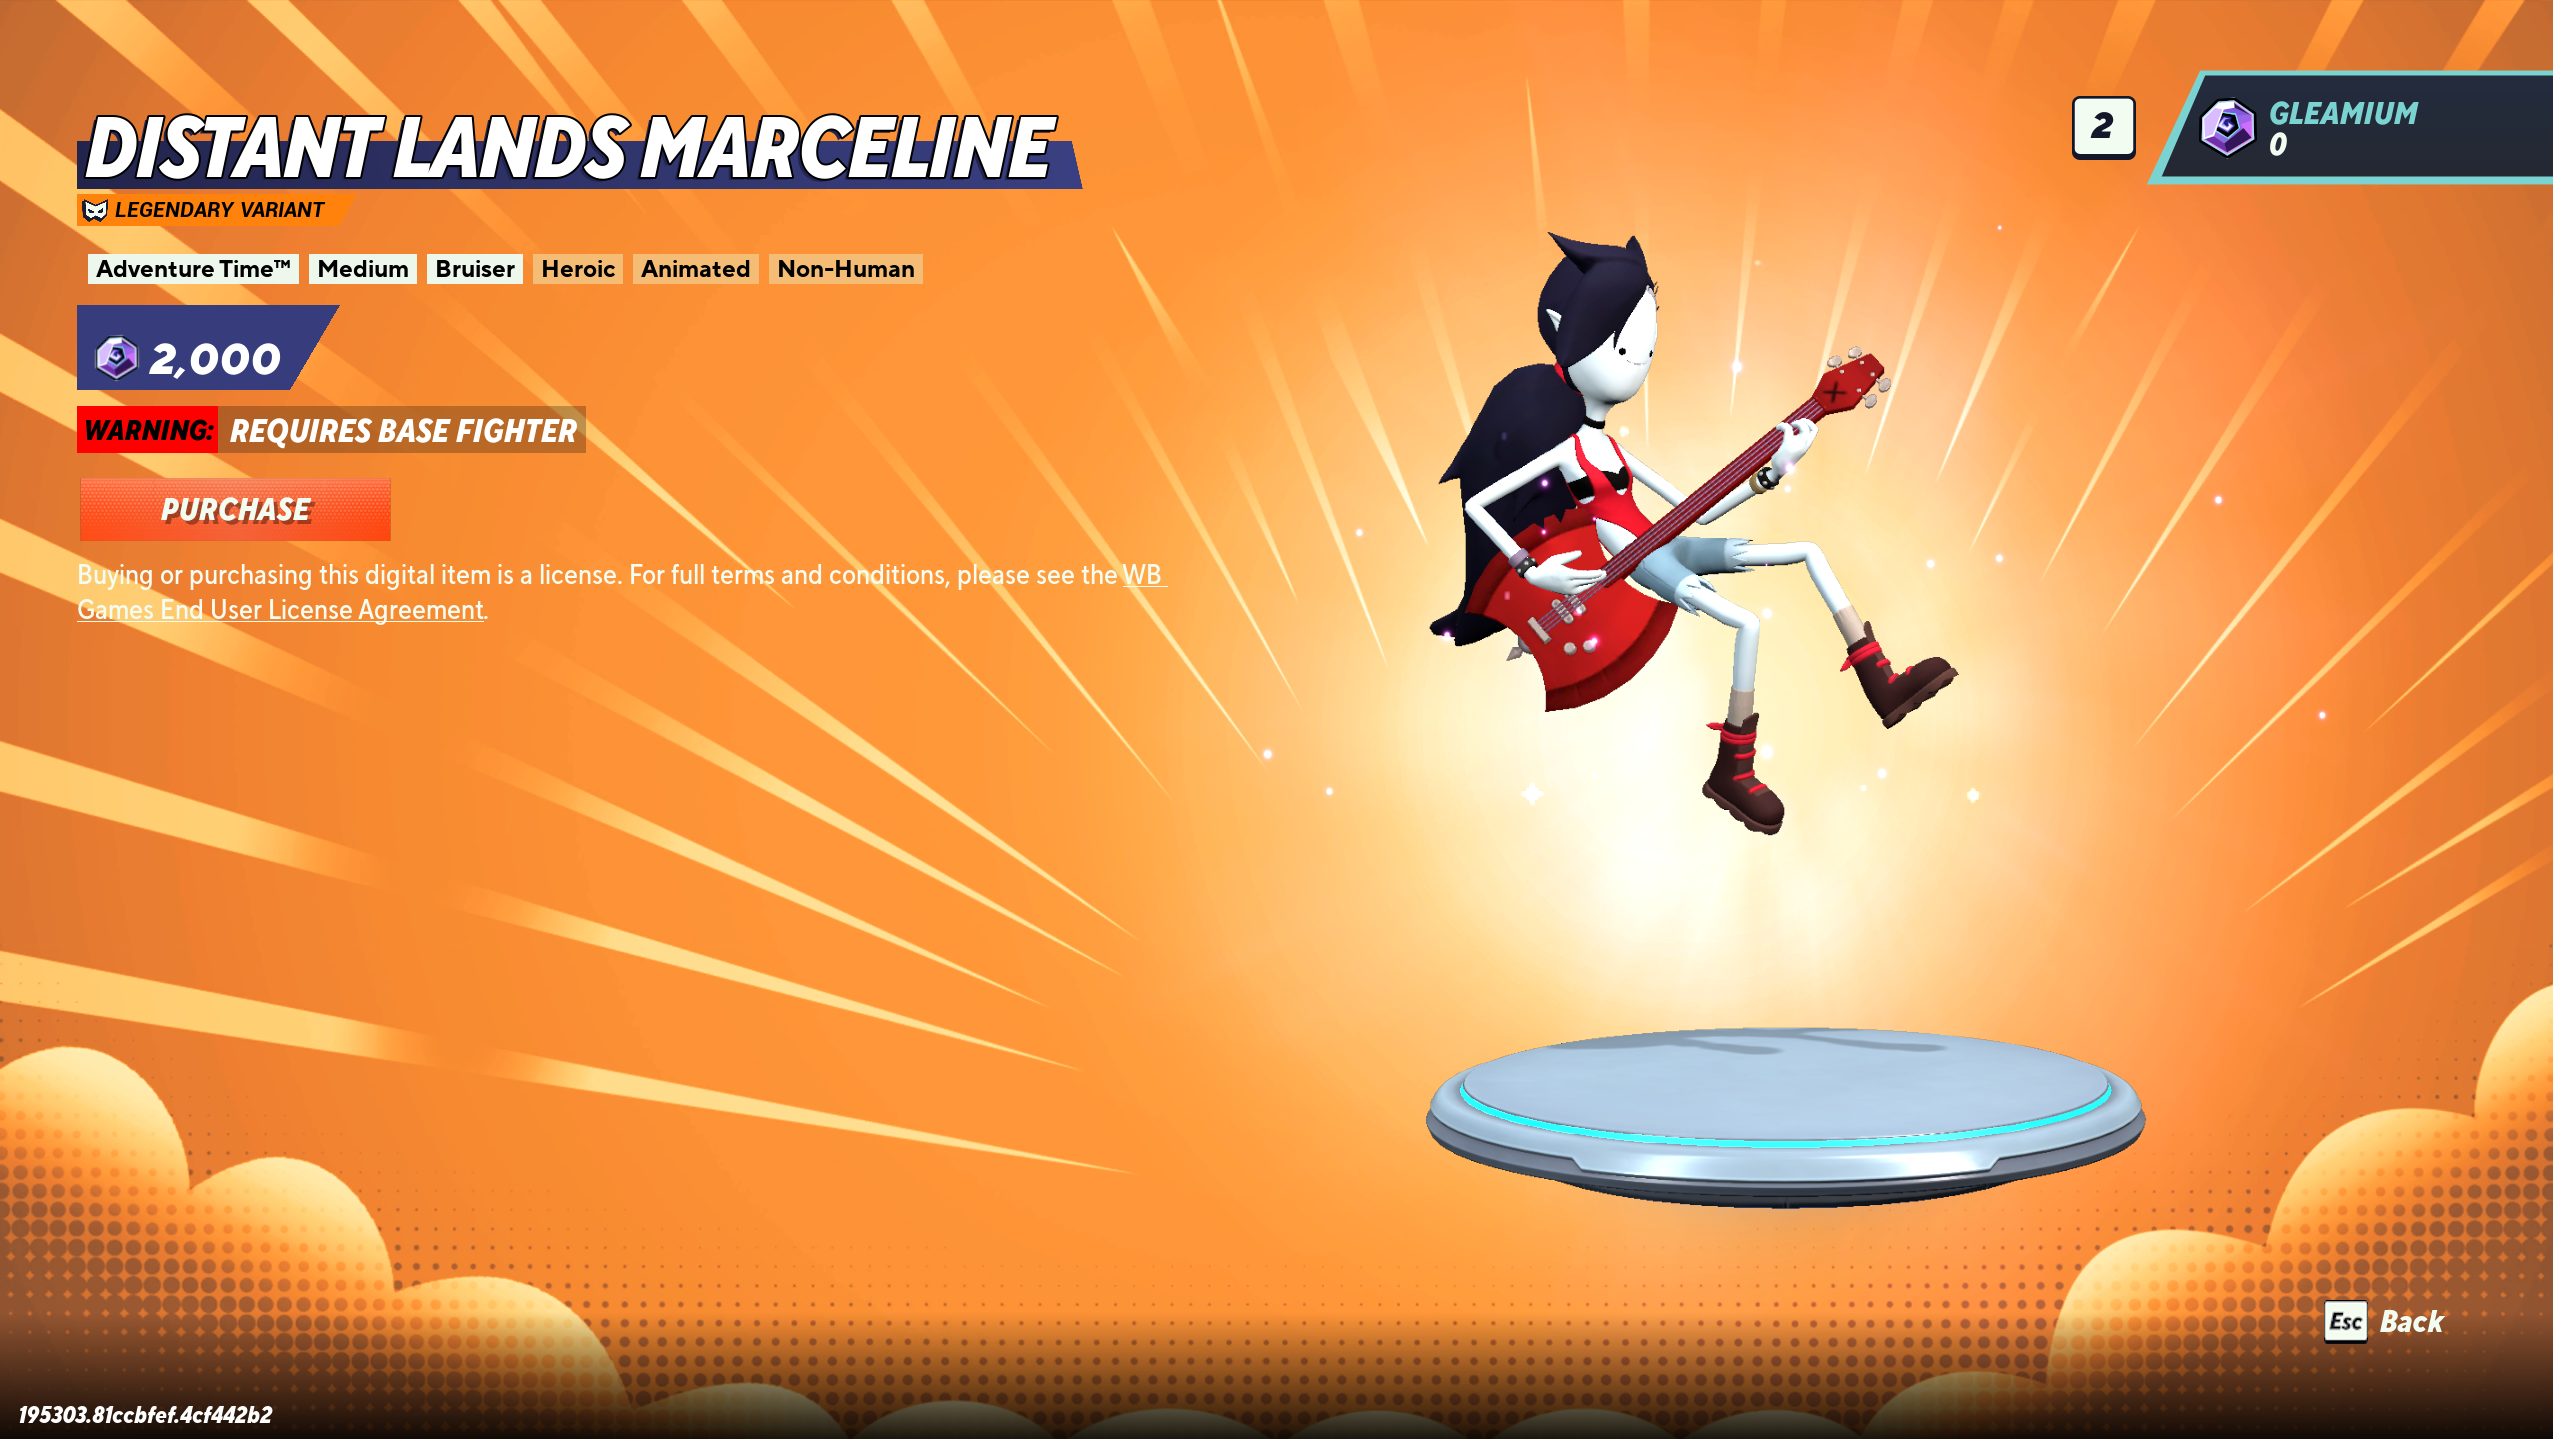 DISTANT LANDS MARCELINE
LEGENDARY VARIANT
Adventure Time™ Medium Bruiser Heroic Animated Non-Human
2,000
WARNING: REQUIRES BASE FIGHTER
PURCHASE
Buying or purchasing this digital item is a license. For full terms and conditions, please see the WB
Games End User License Agreement.
2
GLEAMIUM
0
Esc Back
195303.81ccbfef.4cf442b2